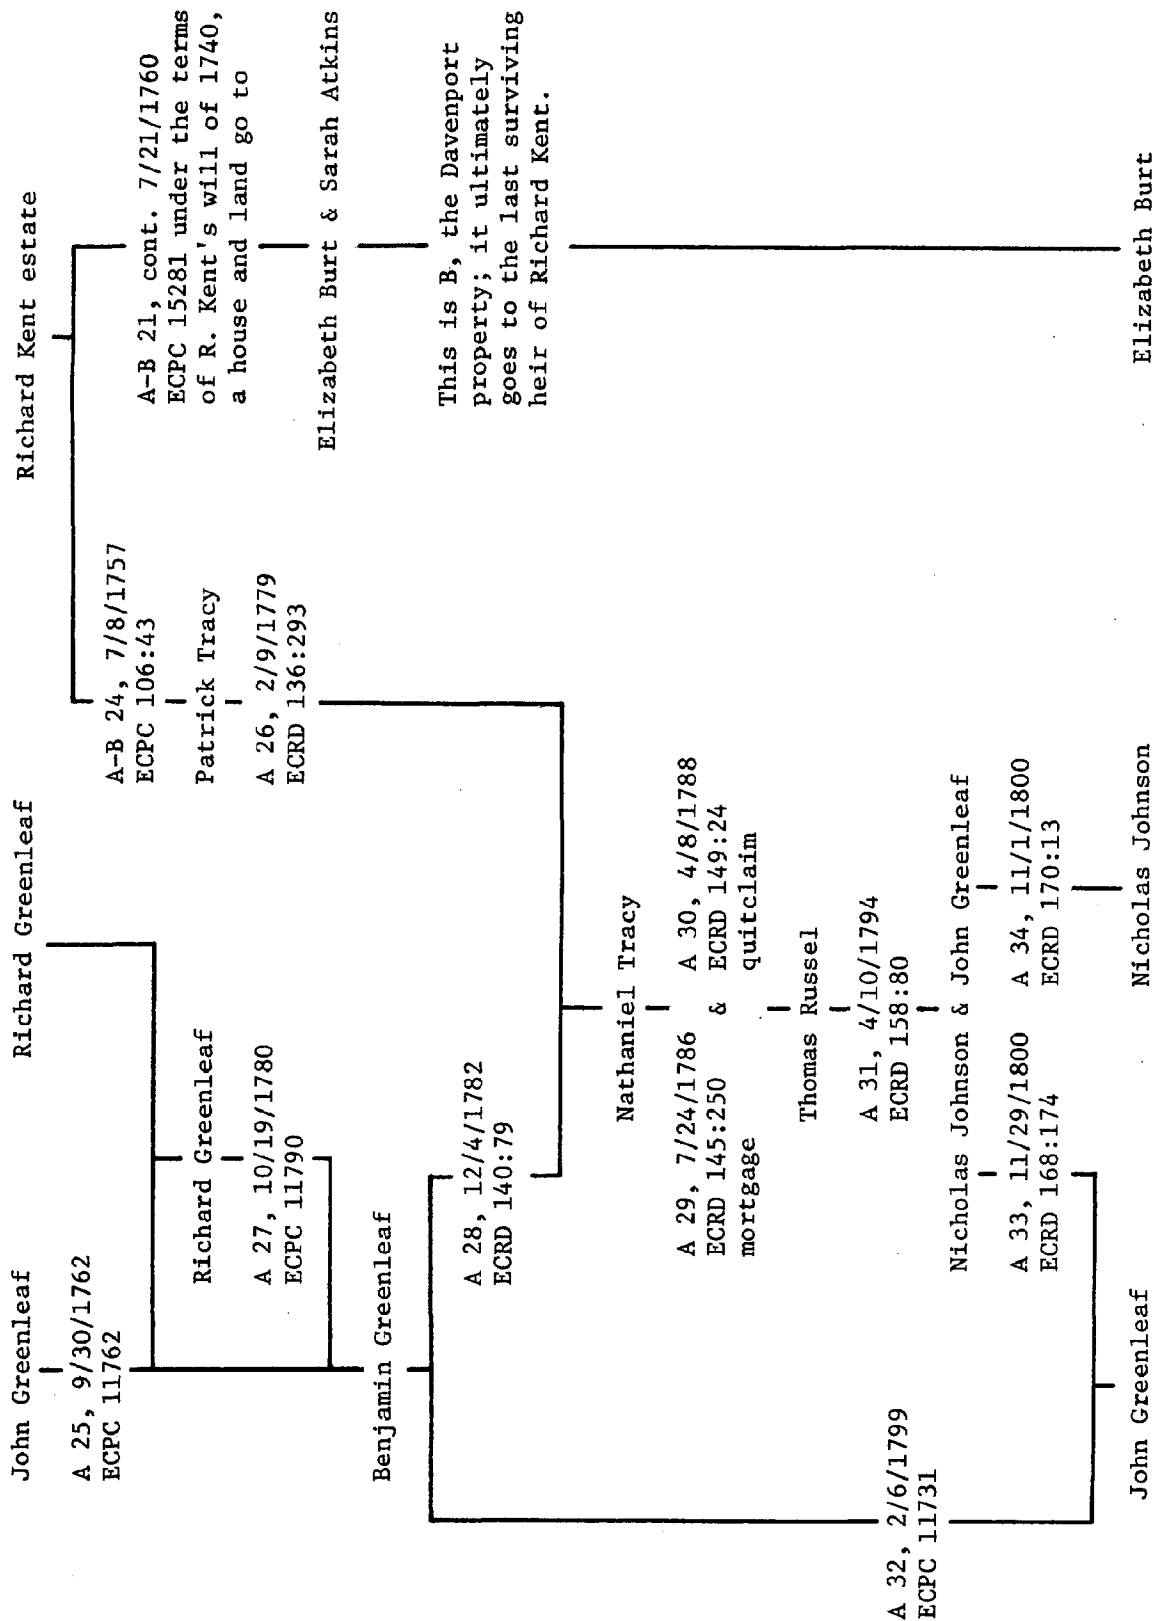 John Greenleaf
Richard Greenleaf
Richard Kent estate
A 25, 9/30/1762
ECPC 11762
A-B 24, 7/8/1757
ECPC 106:43
A-B 21, cont. 7/21/1760
ECPC 15281 under the terms
of R. Kent's will of 1740,
a house and land go to
Richard Greenleaf
Patrick Tracy
A 27, 10/19/1780
ECPC 11790
A 26, 2/9/1779
ECRD 136:293
Elizabeth Burt & Sarah Atkins
Benjamin Greenleaf
This is B, the Davenport
property; it ultimately
goes to the last surviving
heir of Richard Kent.
A 28, 12/4/1782
ECRD 140:79
Nathaniel Tracy
A 29, 7/24/1786 & A 30, 4/8/1788
ECRD 145:250 ECRD 149:24
mortgage quitclaim
Thomas Russel
A 31, 4/10/1794
ECRD 158:80
A 32, 2/6/1799
ECPC 11731
Nicholas Johnson & John Greenleaf
A 33, 11/29/1800 A 34, 11/1/1800
ECRD 168:174 ECRD 170:13
John Greenleaf
Nicholas Johnson
Elizabeth Burt